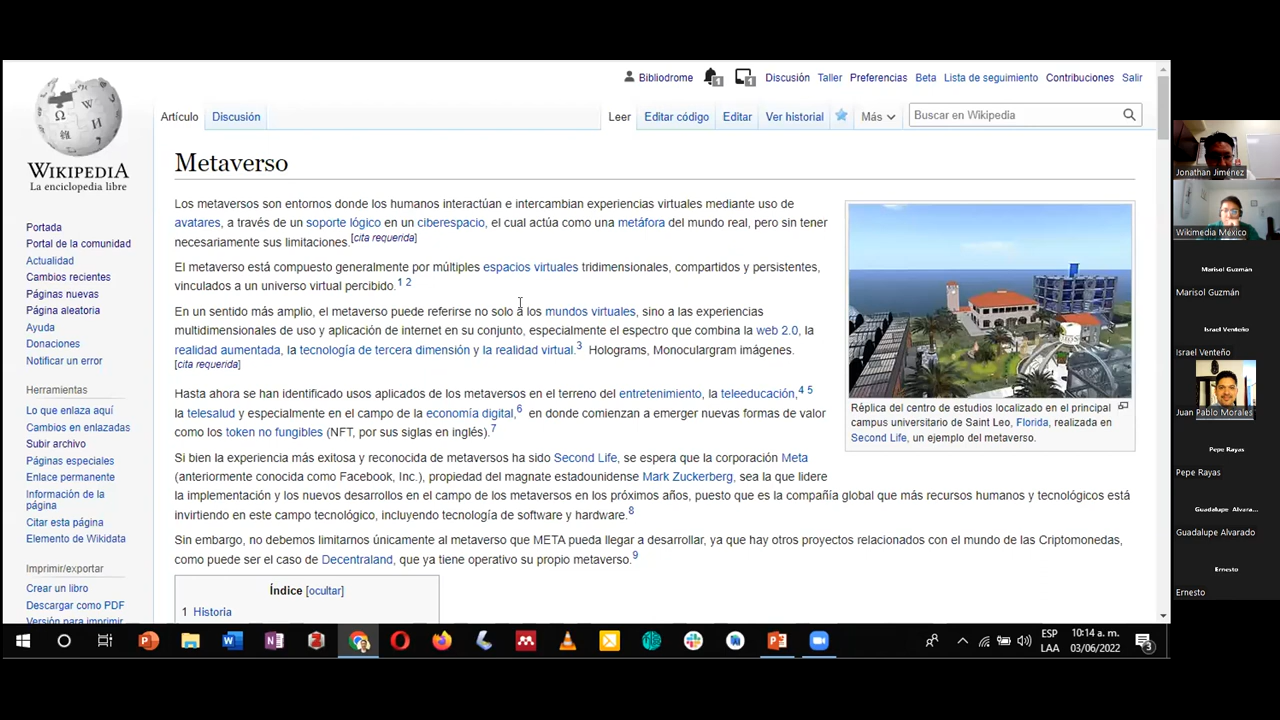 Bibliodrome
1
1
Discusión
Taller
Preferencias
Beta
Lista de seguimiento
Contribuciones
Salir
Artículo
Discusión
Leer
Editar código
Editar
Ver historial
Más
Buscar en Wikipedia
WIKIPEDIA
La enciclopedia libre
Portada
Portal de la comunidad
Actualidad
Cambios recientes
Páginas nuevas
Página aleatoria
Ayuda
Donaciones
Notificar un error
Herramientas
Lo que enlaza aquí
Cambios en enlazadas
Subir archivo
Páginas especiales
Enlace permanente
Información de la
página
Citar esta página
Elemento de Wikidata
Imprimir/exportar
Crear un libro
Descargar como PDF
Versión para imprimir
Metaverso
Los metaversos son entornos donde los humanos interactúan e intercambian experiencias virtuales mediante uso de
avatares, a través de un soporte lógico en un ciberespacio, el cual actúa como una metáfora del mundo real, pero sin tener
necesariamente sus limitaciones.[cita requerida]
El metaverso está compuesto generalmente por múltiples espacios virtuales tridimensionales, compartidos y persistentes,
vinculados a un universo virtual percibido.1 2
En un sentido más amplio, el metaverso puede referirse no solo a los mundos virtuales, sino a las experiencias
multidimensionales de uso y aplicación de internet en su conjunto, especialmente el espectro que combina la web 2.0, la
realidad aumentada, la tecnología de tercera dimensión y la realidad virtual.3 Holograms, Monoculargram imágenes.
[cita requerida]
Hasta ahora se han identificado usos aplicados de los metaversos en el terreno del entretenimiento, la teleeducación,4 5
la telesalud y especialmente en el campo de la economía digital,6 en donde comienzan a emerger nuevas formas de valor
como los token no fungibles (NFT, por sus siglas en inglés).7
Si bien la experiencia más exitosa y reconocida de metaversos ha sido Second Life, se espera que la corporación Meta
(anteriormente conocida como Facebook, Inc.), propiedad del magnate estadounidense Mark Zuckerberg, sea la que lidere
la implementación y los nuevos desarrollos en el campo de los metaversos en los próximos años, puesto que es la compañía global que más recursos humanos y tecnológicos está
invirtiendo en este campo tecnológico, incluyendo tecnología de software y hardware.8
Sin embargo, no debemos limitarnos únicamente al metaverso que META pueda llegar a desarrollar, ya que hay otros proyectos relacionados con el mundo de las Criptomonedas,
como puede ser el caso de Decentraland, que ya tiene operativo su propio metaverso.9
Índice [ocultar]
1 Historia
Réplica del centro de estudios localizado en el principal
campus universitario de Saint Leo, Florida, realizada en
Second Life, un ejemplo del metaverso.
Jonathan Jiménez
Wikimedia México
Marisol Guzmán
Marisol Guzmán
Israel Venteño
Israel Venteño
Juan Pablo Morales
Pepe Rayas
Pepe Rayas
Guadalupe Alvara...
Guadalupe Alvarado
Ernesto
Ernesto
ESP
LAA
10:14 a. m.
03/06/2022
3